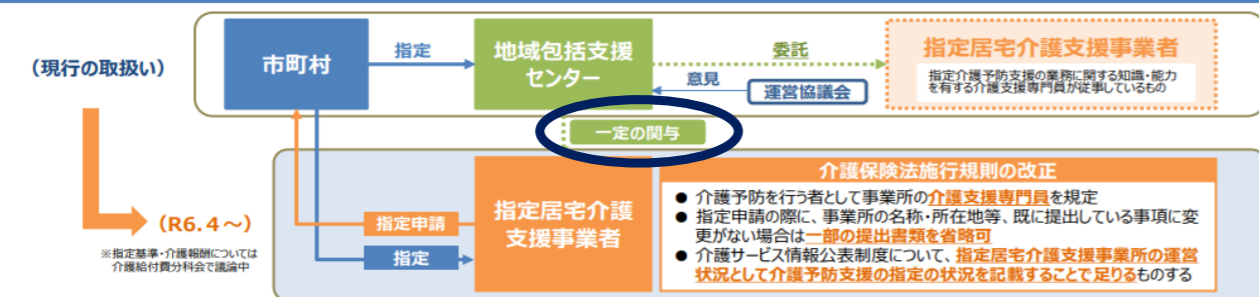 （現行の取扱い）
市町村
指定
地域包括支援
センター
委託
意見
運営協議会
指定居宅介護支援事業者
指定介護予防支援の業務に関する知識・能力
を有する介護支援専門員が従事しているもの
一定の関与
（R6.4～）
※指定基準・介護報酬については
介護給付費分科会で議論中
指定申請
指定
指定居宅介護
支援事業者
介護保険法施行規則の改正
● 介護予防を行う者として事業所の介護支援専門員を規定
● 指定申請の際に、事業所の名称・所在地等、既に提出している事項に変
更がない場合は一部の提出書類を省略可
● 介護サービス情報公表制度について、指定居宅介護支援事業所の運営
状況として介護予防支援の指定の状況を記載することで足りるものする